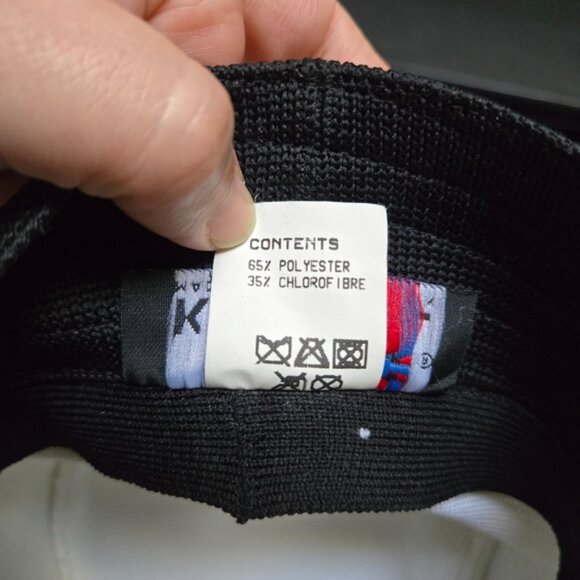 CONTENTS
65% POLYESTER
35% CHLOROFIBRE
K